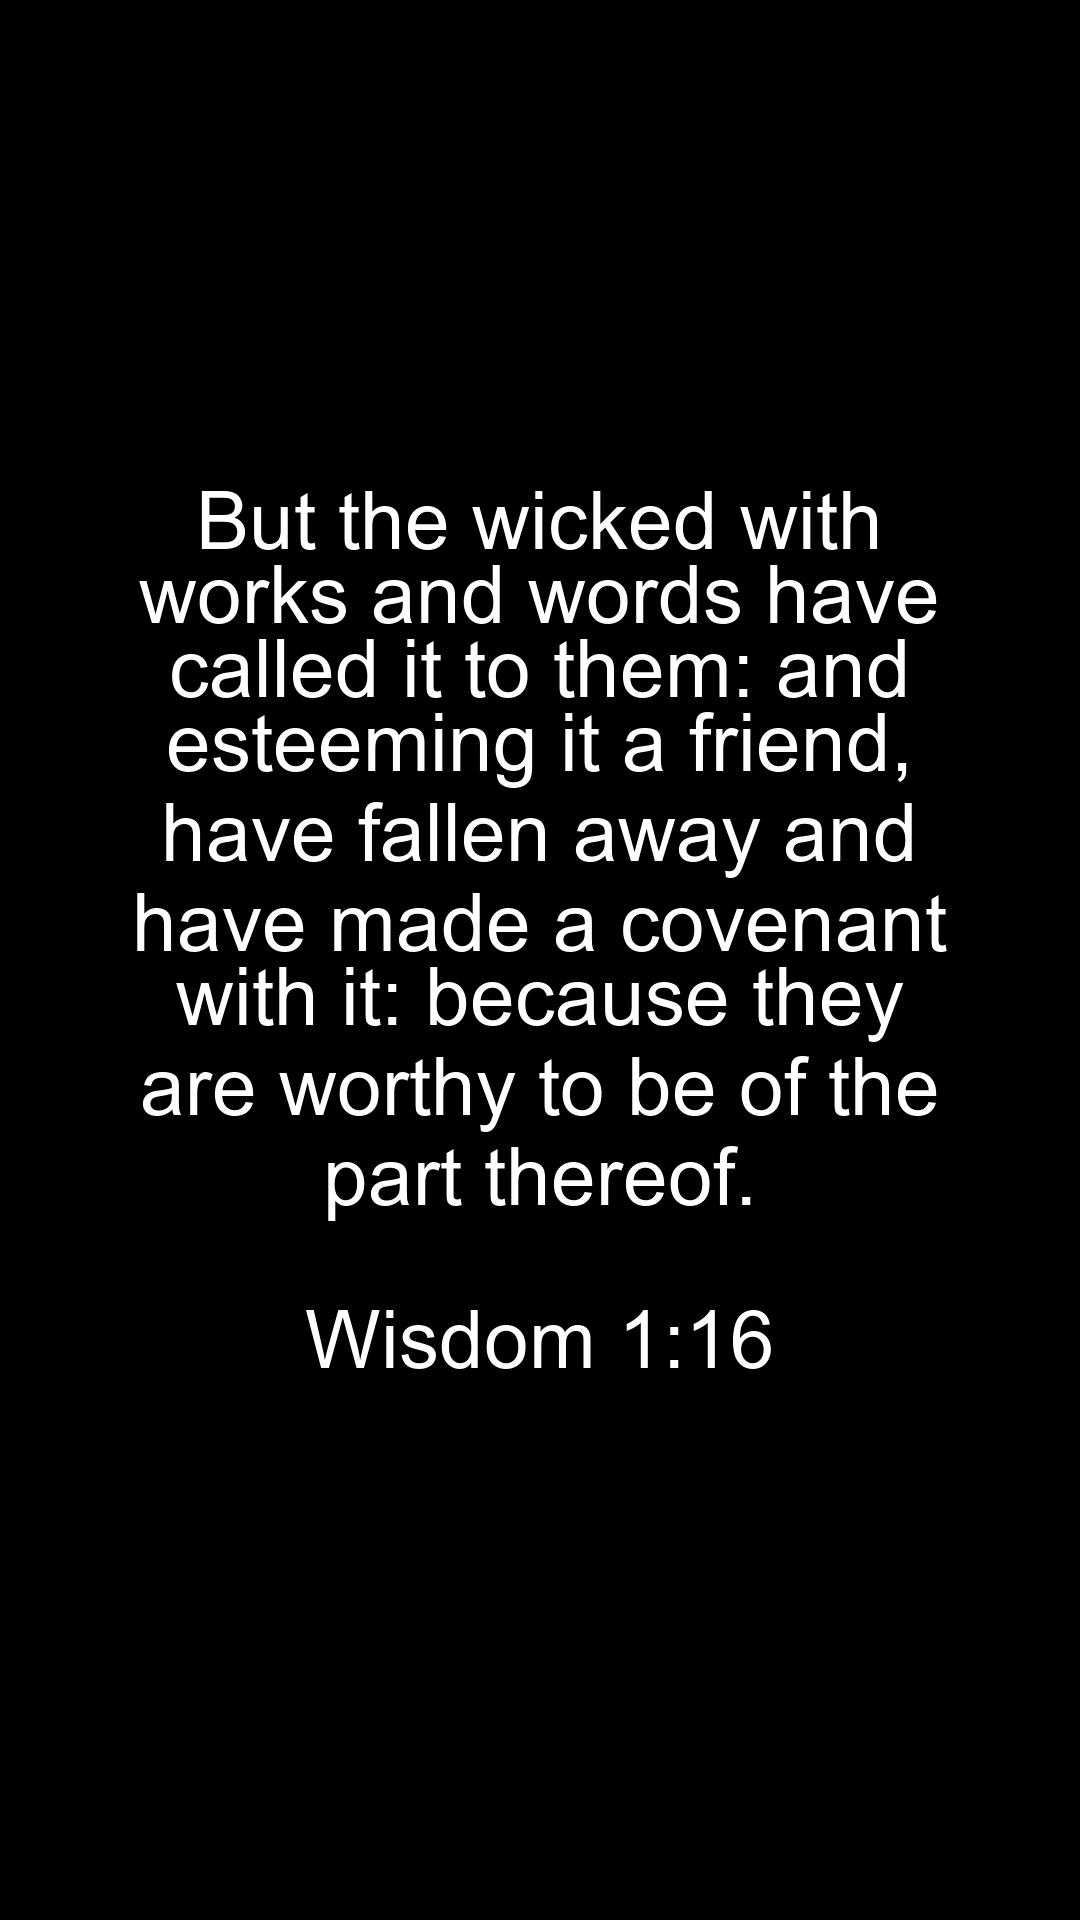 But the wicked with
works and words have
called it to them: and
esteeming it a friend,
have fallen away and
have made a covenant
with it: because they
are worthy to be of the
part thereof.
Wisdom 1:16